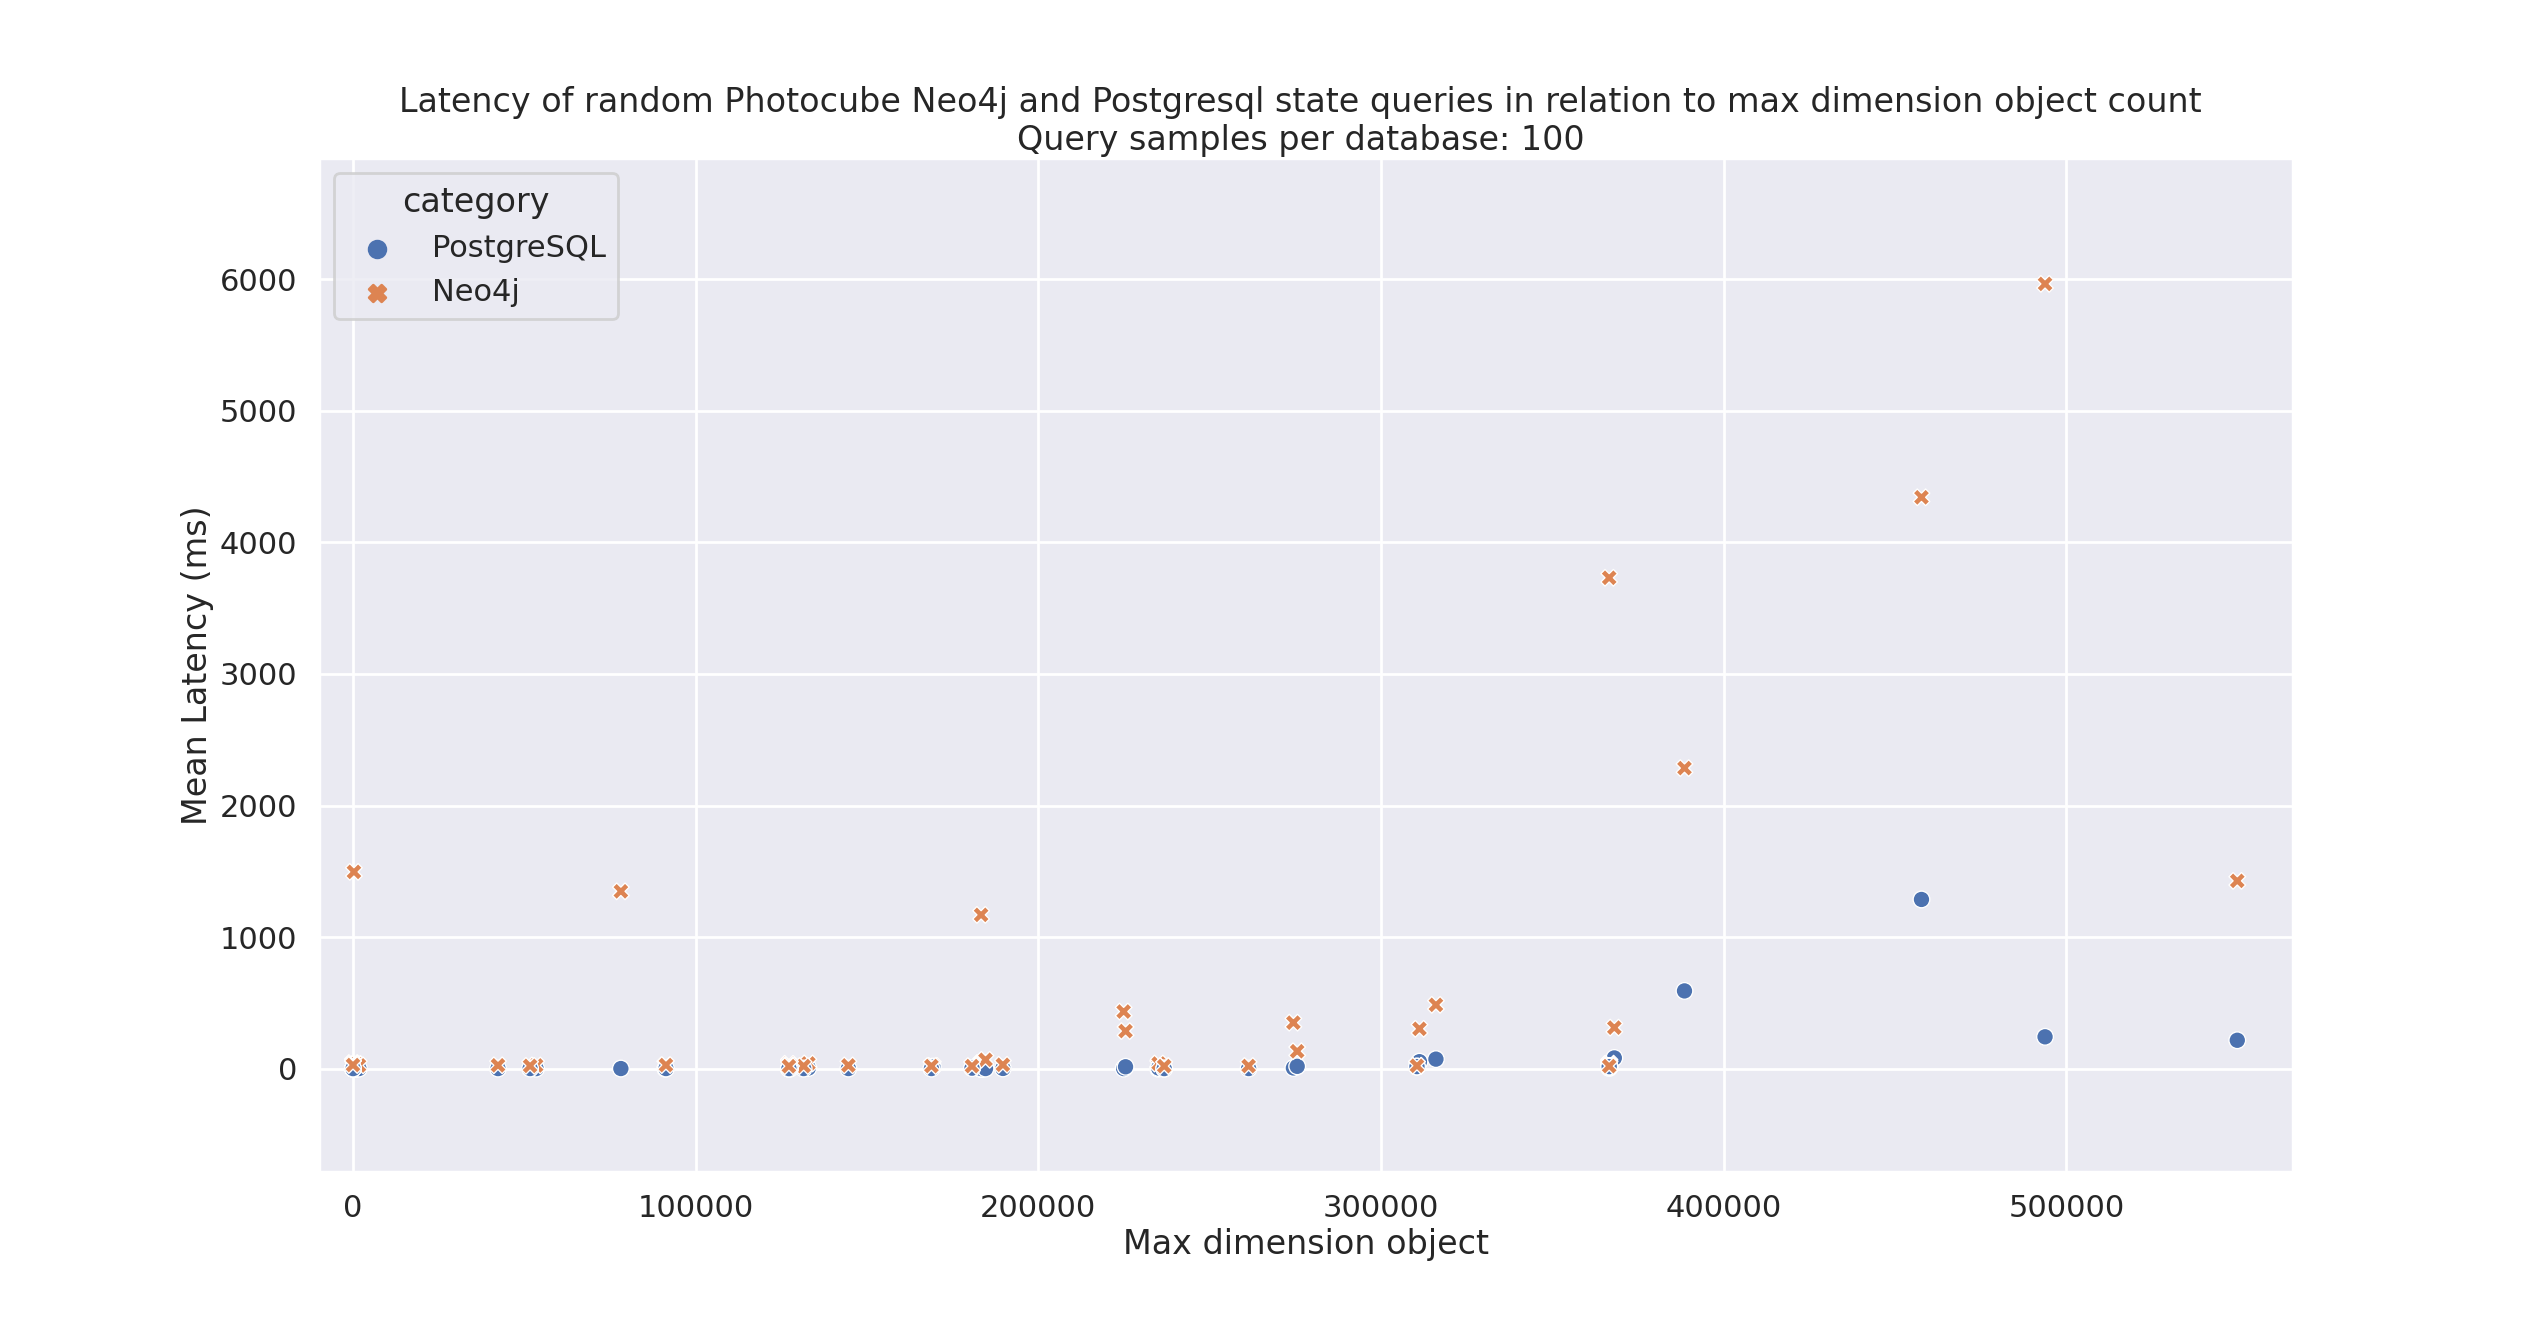 Latency of random Photocube Neo4j and Postgresql state queries in relation to max dimension object count
Query samples per database: 100
category
PostgreSQL
Neo4j
Mean Latency (ms)
6000
5000
4000
3000
2000
1000
0
0 100000 200000 300000 400000 500000
Max dimension object